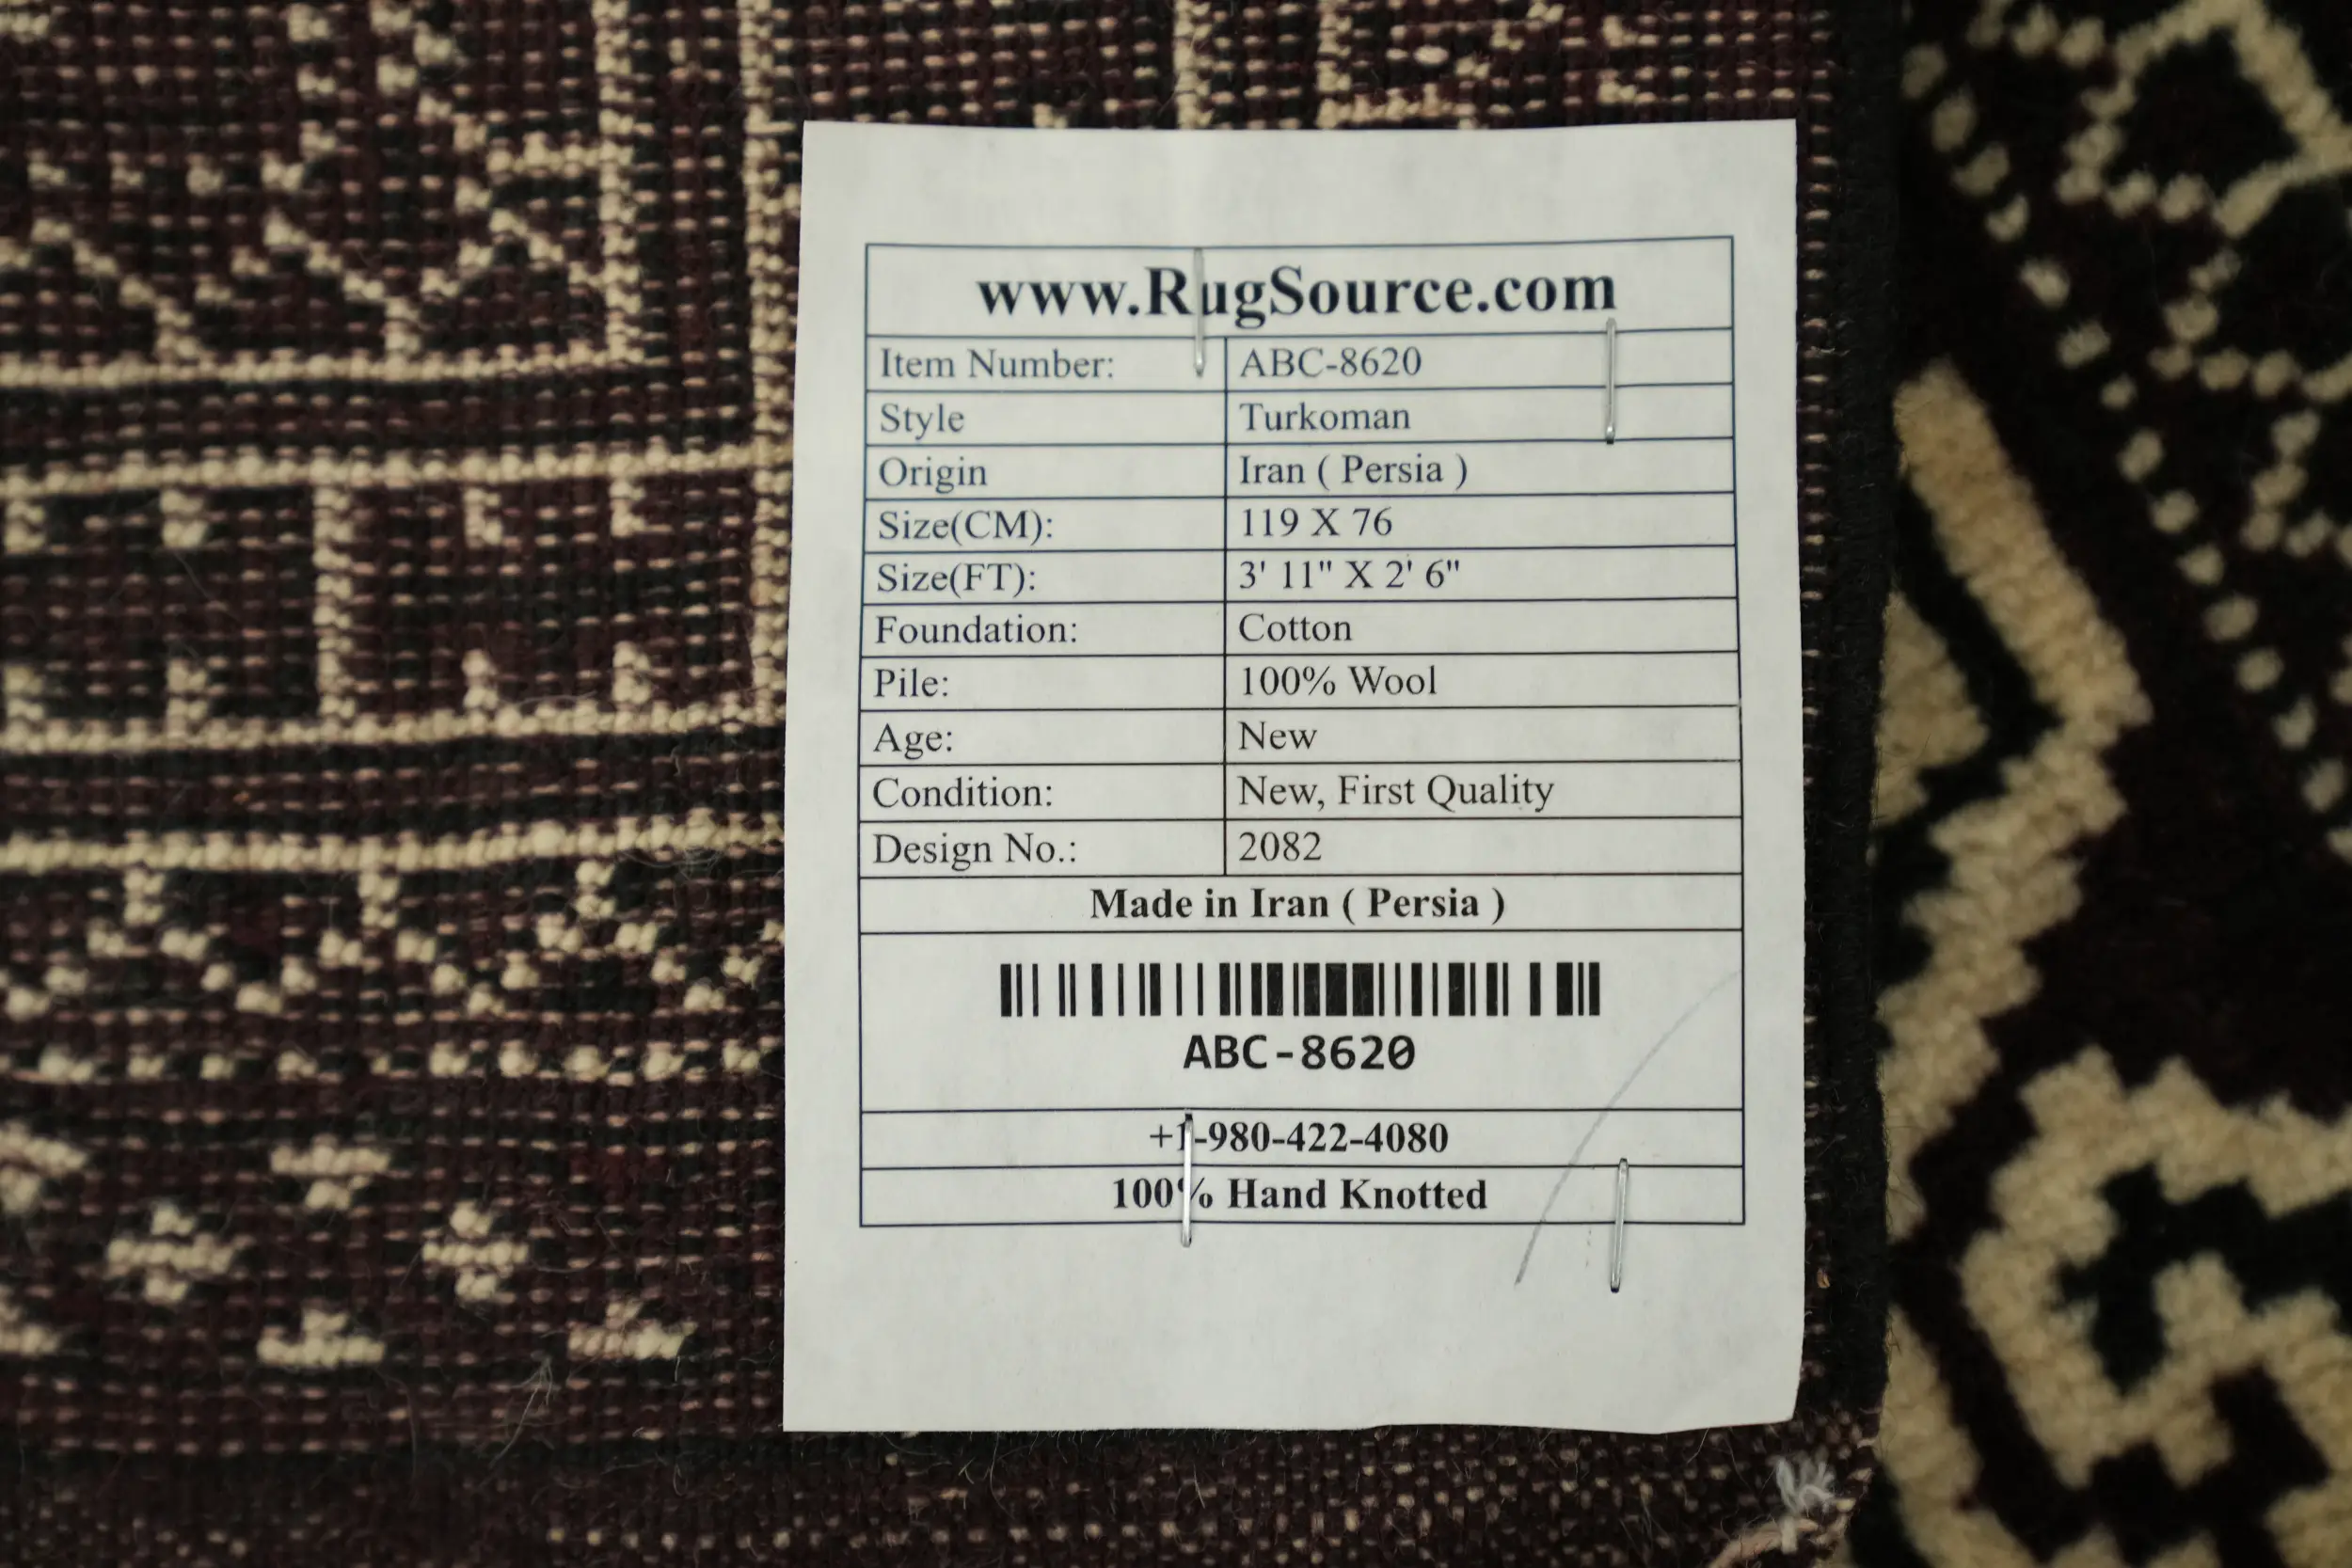 www.RugSource.com
Item Number: ABC-8620
Style Turkoman
Origin Iran ( Persia )
Size(CM): 119 X 76
Size(FT): 3' 11" X 2' 6"
Foundation: Cotton
Pile: 100% Wool
Age: New
Condition: New, First Quality
Design No.: 2082
Made in Iran ( Persia )
ABC-8620
+1-980-422-4080
100% Hand Knotted